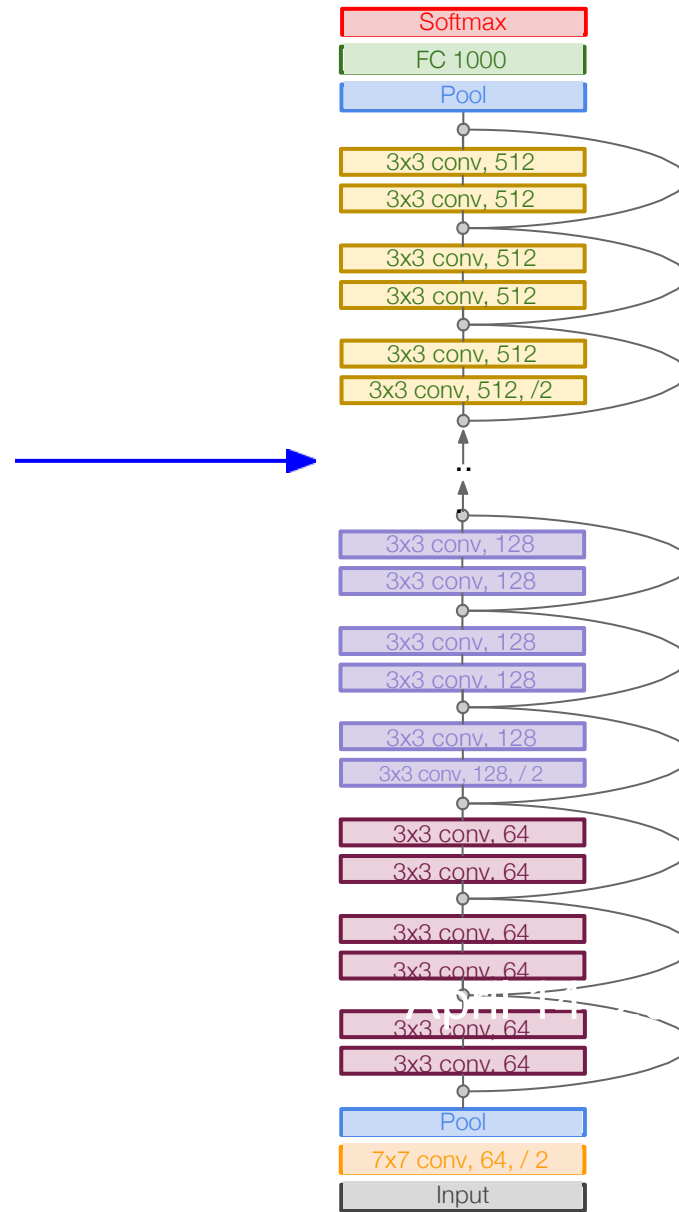 Softmax
FC 1000
Pool
3x3 conv, 512
3x3 conv, 512
3x3 conv, 512
3x3 conv, 512
3x3 conv, 512
3x3 conv, 512, /2
..
.
3x3 conv, 128
3x3 conv, 128
3x3 conv, 128
3x3 conv, 128
3x3 conv, 128
3x3 conv, 128, / 2
3x3 conv, 64
3x3 conv, 64
3x3 conv, 64
3x3 conv, 64
April 14
3x3 conv, 64
3x3 conv, 64
Pool
7x7 conv, 64, / 2
Input